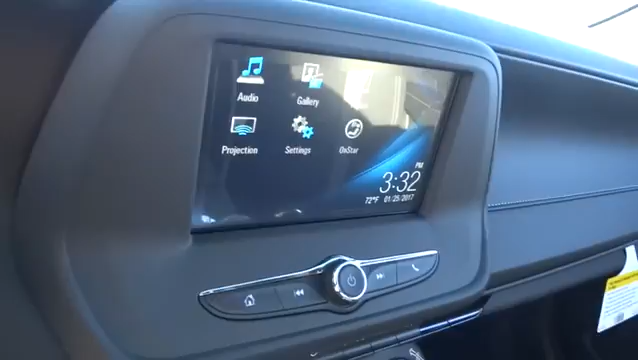 Audio
Gallery
Projection
Settings
OnStar
PM
3:32
72°F 01/25/2017